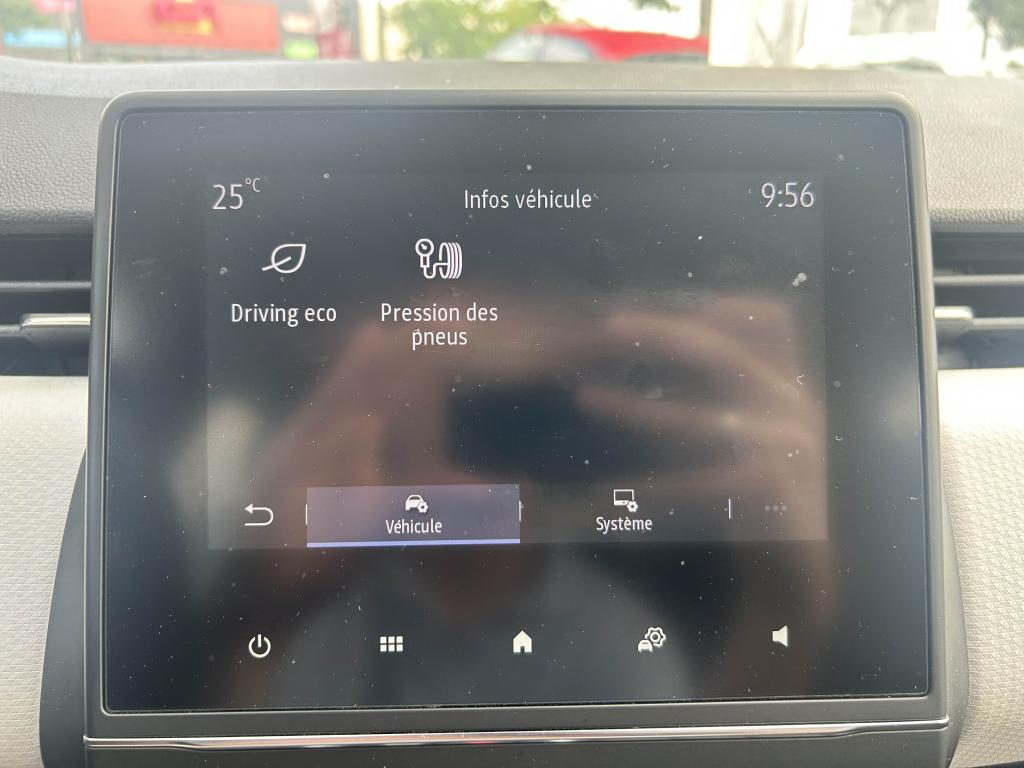 25°C Infos véhicule 9:56
Driving eco
Pression des
pneus
Véhicule
Système